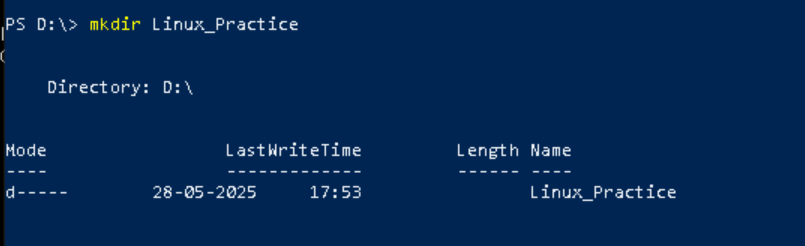 PS D:\> mkdir Linux_Practice
Directory: D:\
Mode LastWriteTime Length Name
---- ------------- ------ ----
d----- 28-05-2025 17:53 Linux_Practice